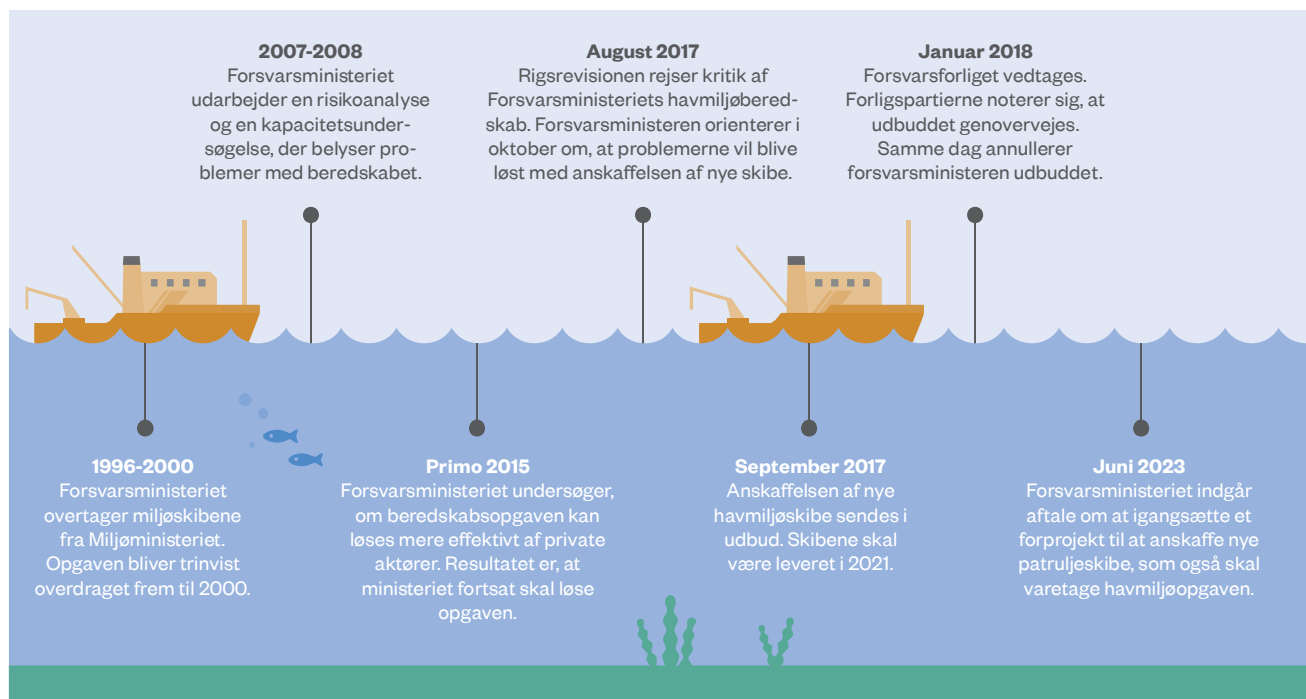 2007-2008
Forsvarsministeriet
udarbejder en risikoanalyse
og en kapacitetsunder-
søgelse, der belyser pro-
blemer med beredskabet.
August 2017
Rigsrevisionen rejser kritik af
Forsvarsministeriets havmiljøbered-
skab. Forsvarsministeren orienterer i
oktober om, at problemerne vil blive
løst med anskaffelsen af nye skibe.
Januar 2018
Forsvarsforliget vedtages.
Forligspartierne noterer sig, at
udbuddet genovervejes.
Samme dag annullerer
forsvarsministeren udbuddet.
1996-2000
Forsvarsministeriet
overtager miljøskibene
fra Miljøministeriet.
Opgaven bliver trinvist
overdraget frem til 2000.
Primo 2015
Forsvarsministeriet undersøger,
om beredskabsopgaven kan
løses mere effektivt af private
aktører. Resultatet er, at
ministeriet fortsat skal løse
opgaven.
September 2017
Anskaffelsen af nye
havmiljøskibe sendes i
udbud. Skibene skal
være leveret i 2021.
Juni 2023
Forsvarsministeriet indgår
aftale om at igangsætte et
forprojekt til at anskaffe nye
patruljeskibe, som også skal
varetage havmiljøopgaven.